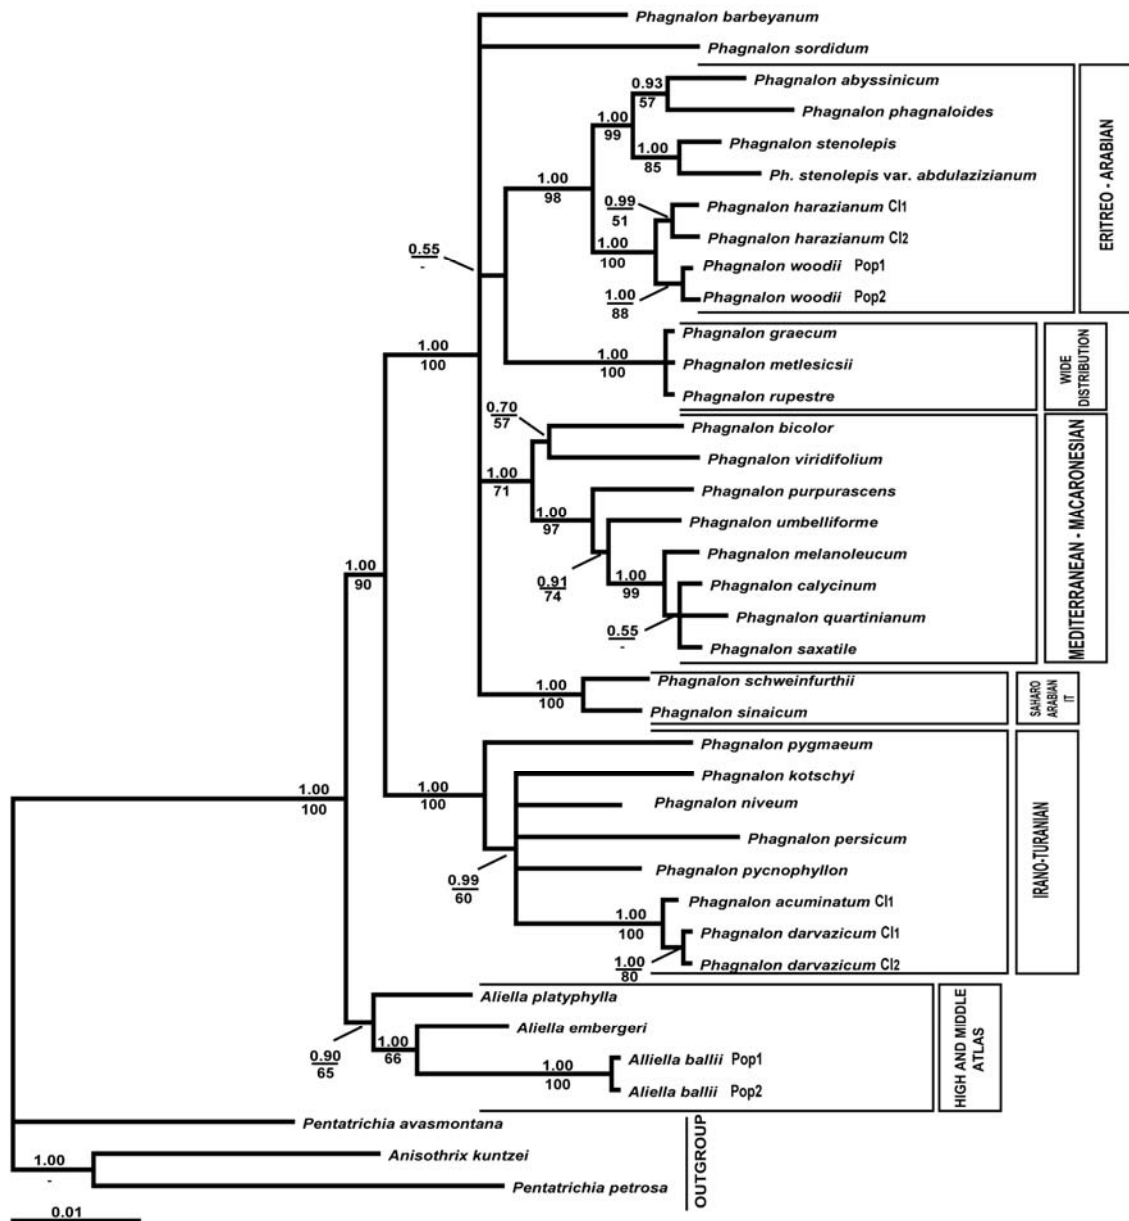 Phagnalon barbeyanum
Phagnalon sordidum
0.93
57
Phagnalon abyssinicum
Phagnalon phagnaloides
1.00
99
1.00
85
Phagnalon stenolepis
Ph. stenolepis var. abdulazizianum
1.00
98
0.99
51
Phagnalon harazianum Cl1
Phagnalon harazianum Cl2
1.00
100
Phagnalon woodii Pop1
Phagnalon woodii Pop2
1.00
88
ERITREO - ARABIAN
0.55
-
Phagnalon graecum
Phagnalon metlesicsii
Phagnalon rupestre
1.00
100
WIDE
DISTRIBUTION
1.00
100
0.70
57
Phagnalon bicolor
Phagnalon viridifolium
1.00
71
Phagnalon purpurascens
1.00
97
Phagnalon umbelliforme
0.91
74
Phagnalon melanoleucum
1.00
99
Phagnalon calycinum
Phagnalon quartinianum
0.55
-
Phagnalon saxatile
MEDITERRANEAN - MACARONESIAN
1.00
90
1.00
100
Phagnalon schweinfurthii
Phagnalon sinaicum
SAHARO
ARABIAN
IT
Phagnalon pygmaeum
1.00
100
Phagnalon kotschyi
Phagnalon niveum
Phagnalon persicum
Phagnalon pycnophyllon
0.99
60
Phagnalon acuminatum Cl1
1.00
100
Phagnalon darvazicum Cl1
Phagnalon darvazicum Cl2
1.00
80
IRANO-TURANIAN
1.00
100
Aliella platyphylla
Aliella embergeri
0.90
65
1.00
66
Alliella ballii Pop1
Aliella ballii Pop2
1.00
100
HIGH AND MIDDLE
ATLAS
Pentatrichia avasmontana
Anisothrix kuntzei
1.00
-
Pentatrichia petrosa
OUTGROUP
0.01